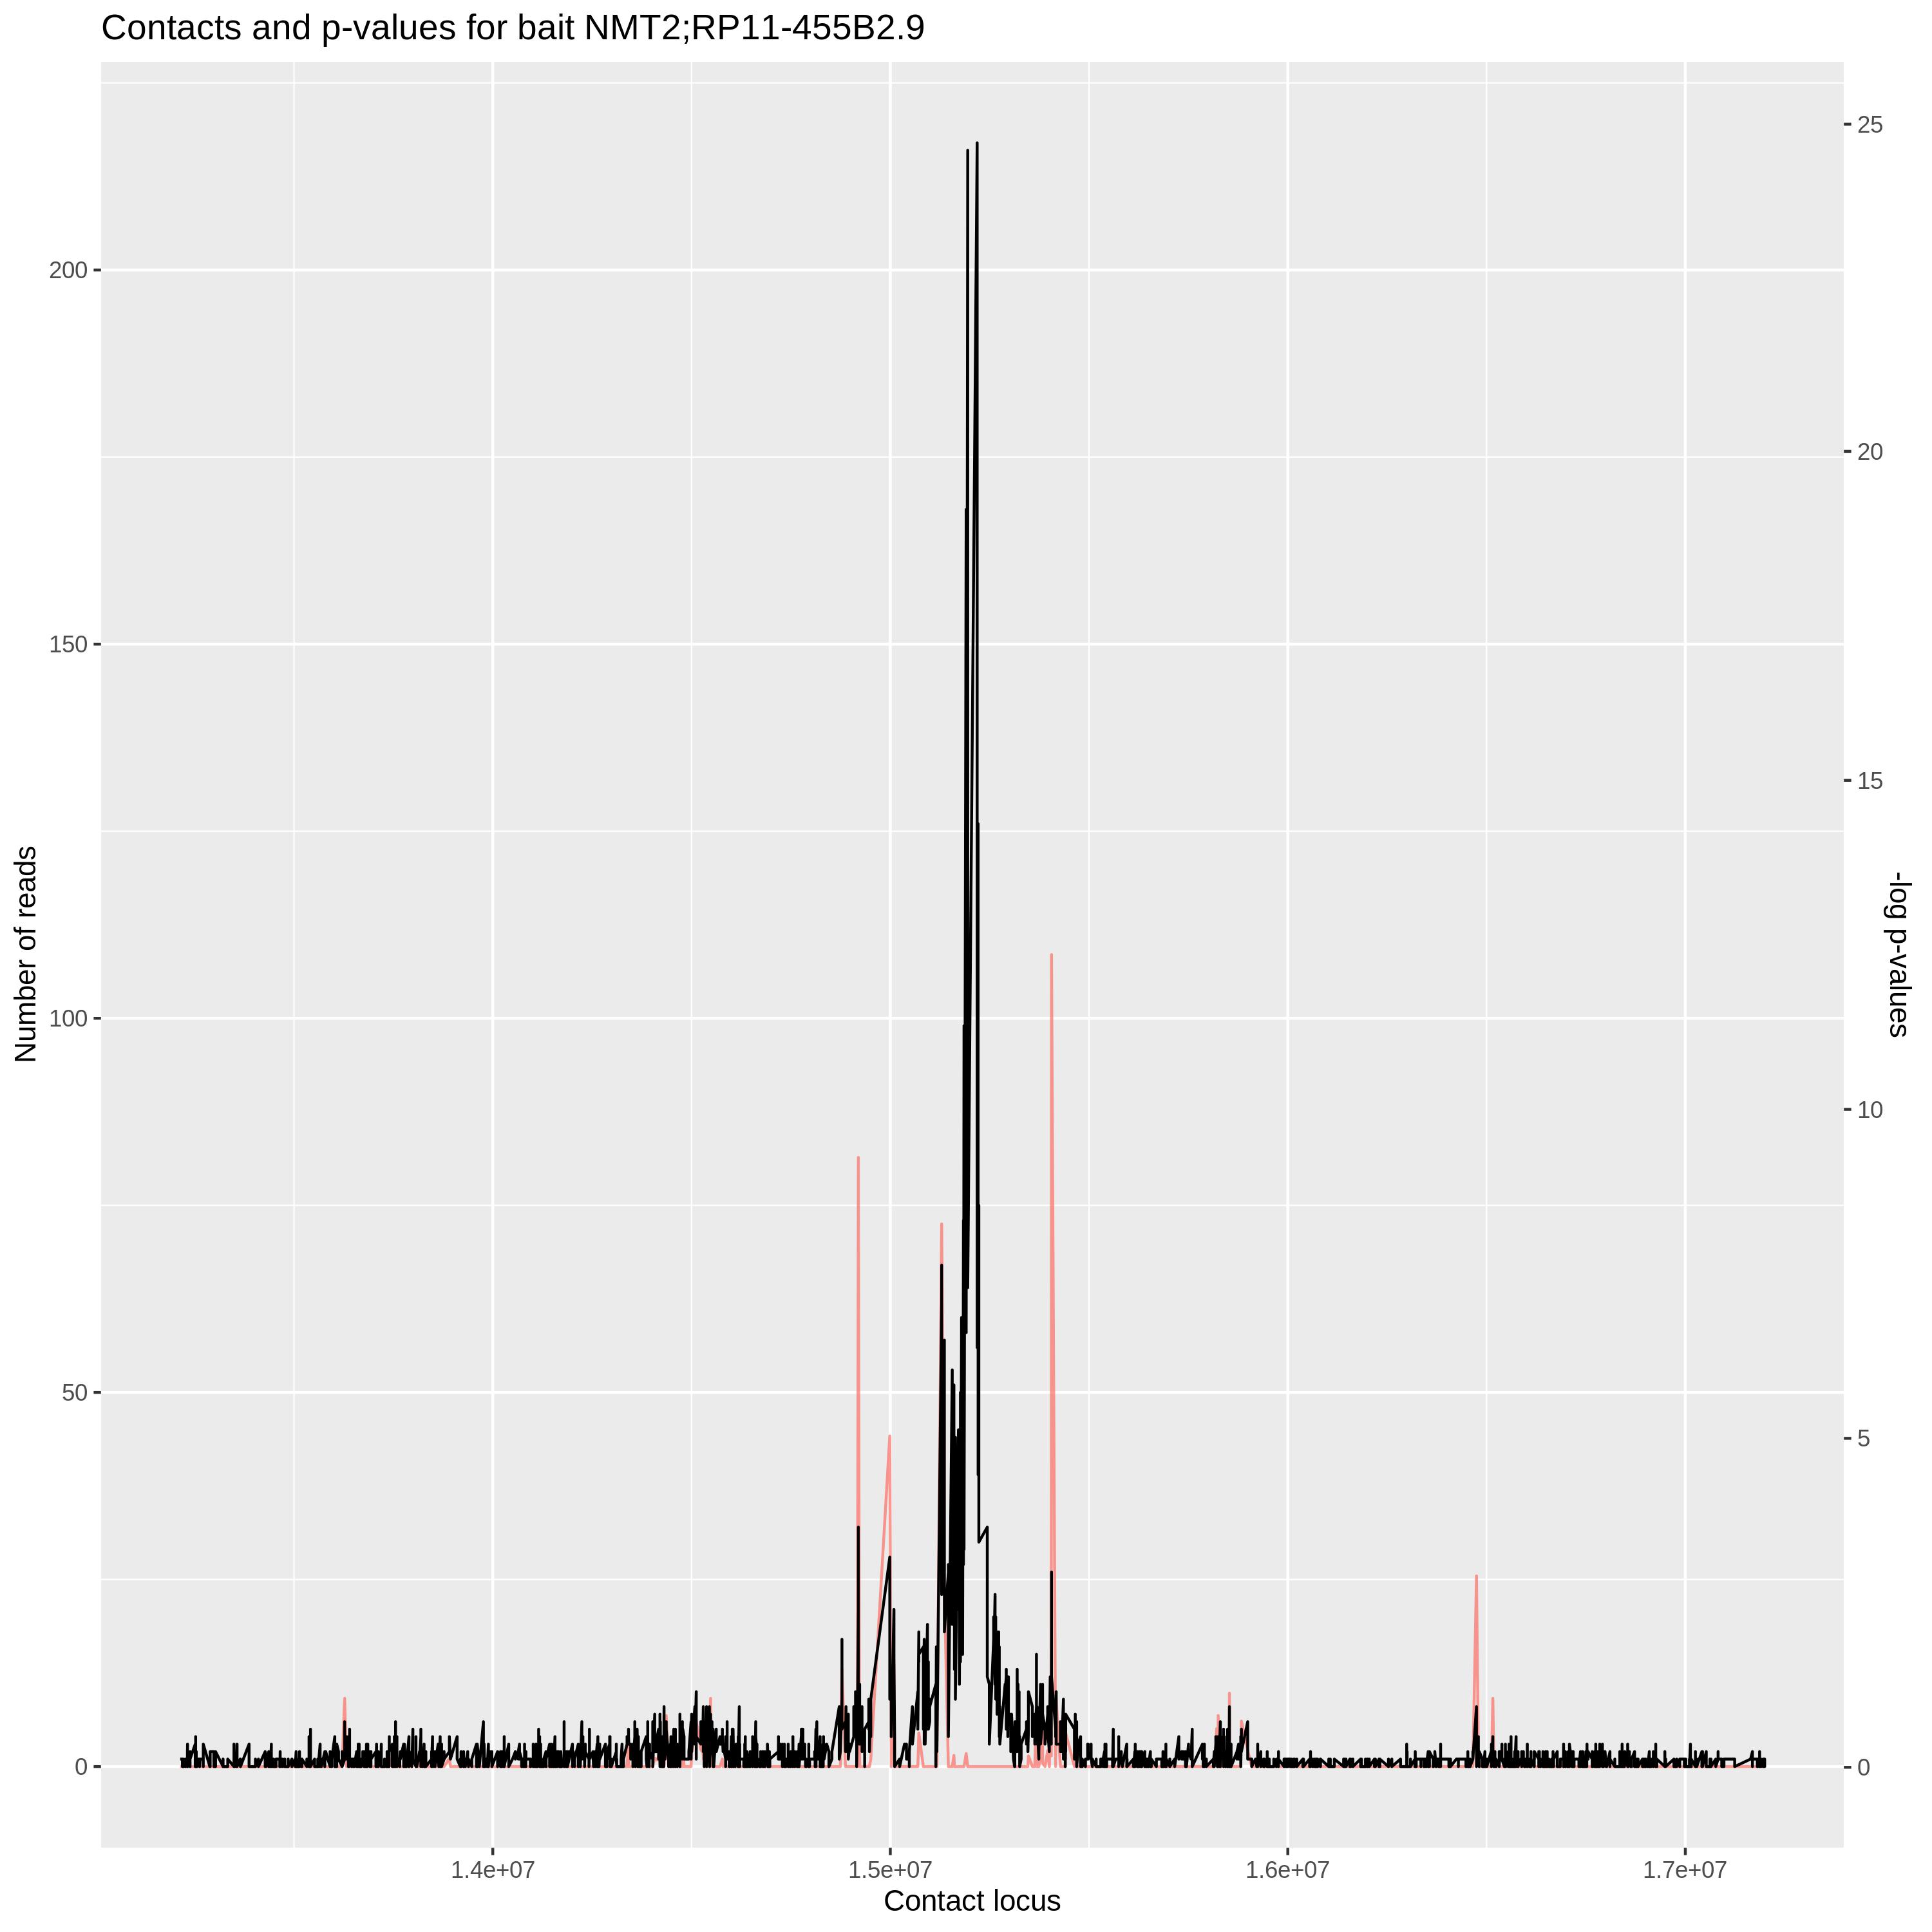 Contacts and p-values for bait NMT2;RP11-455B2.9
Number of reads
200
150
100
50
0
25
20
15
10
5
0
-log p-values
1.4e+07 1.5e+07 1.6e+07 1.7e+07
Contact locus